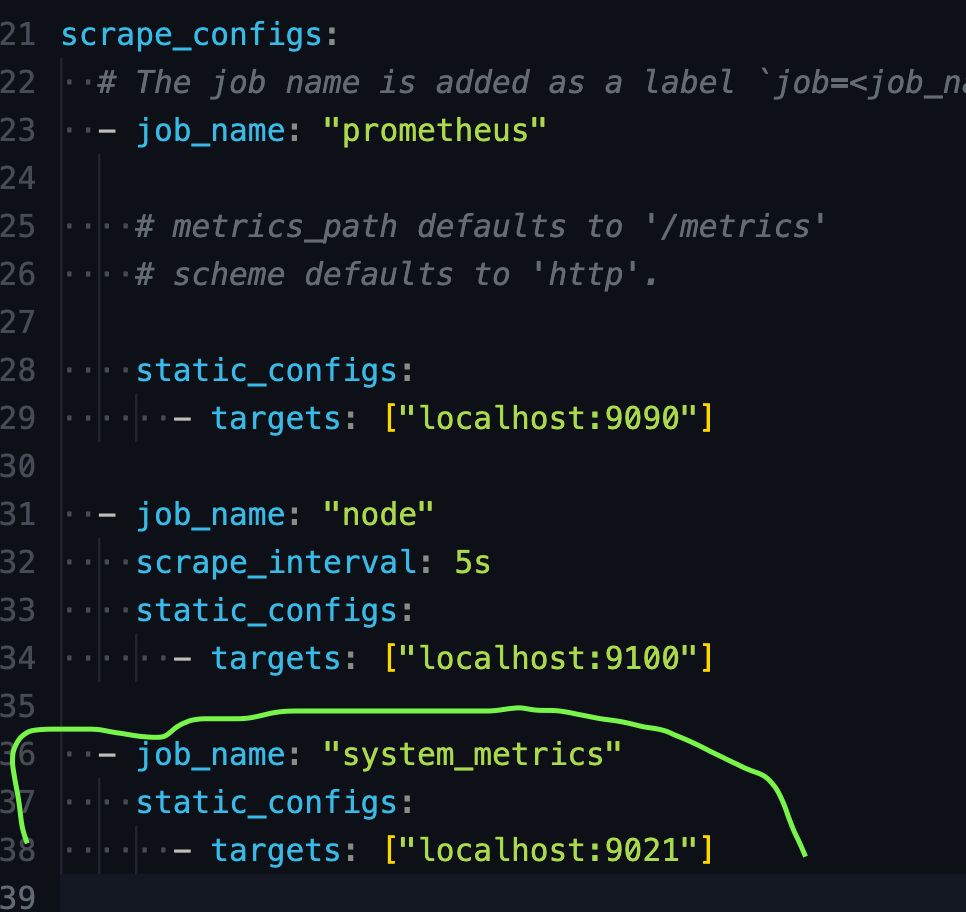 21 scrape_configs:
22 # The job name is added as a label `job=<job_na
23 - job_name: "prometheus"
24
25 # metrics_path defaults to '/metrics'
26 # scheme defaults to 'http'.
27
28 static_configs:
29 - targets: ["localhost:9090"]
30
31 - job_name: "node"
32 scrape_interval: 5s
33 static_configs:
34 - targets: ["localhost:9100"]
35
36 - job_name: "system_metrics"
37 static_configs:
38 - targets: ["localhost:9021"]
39